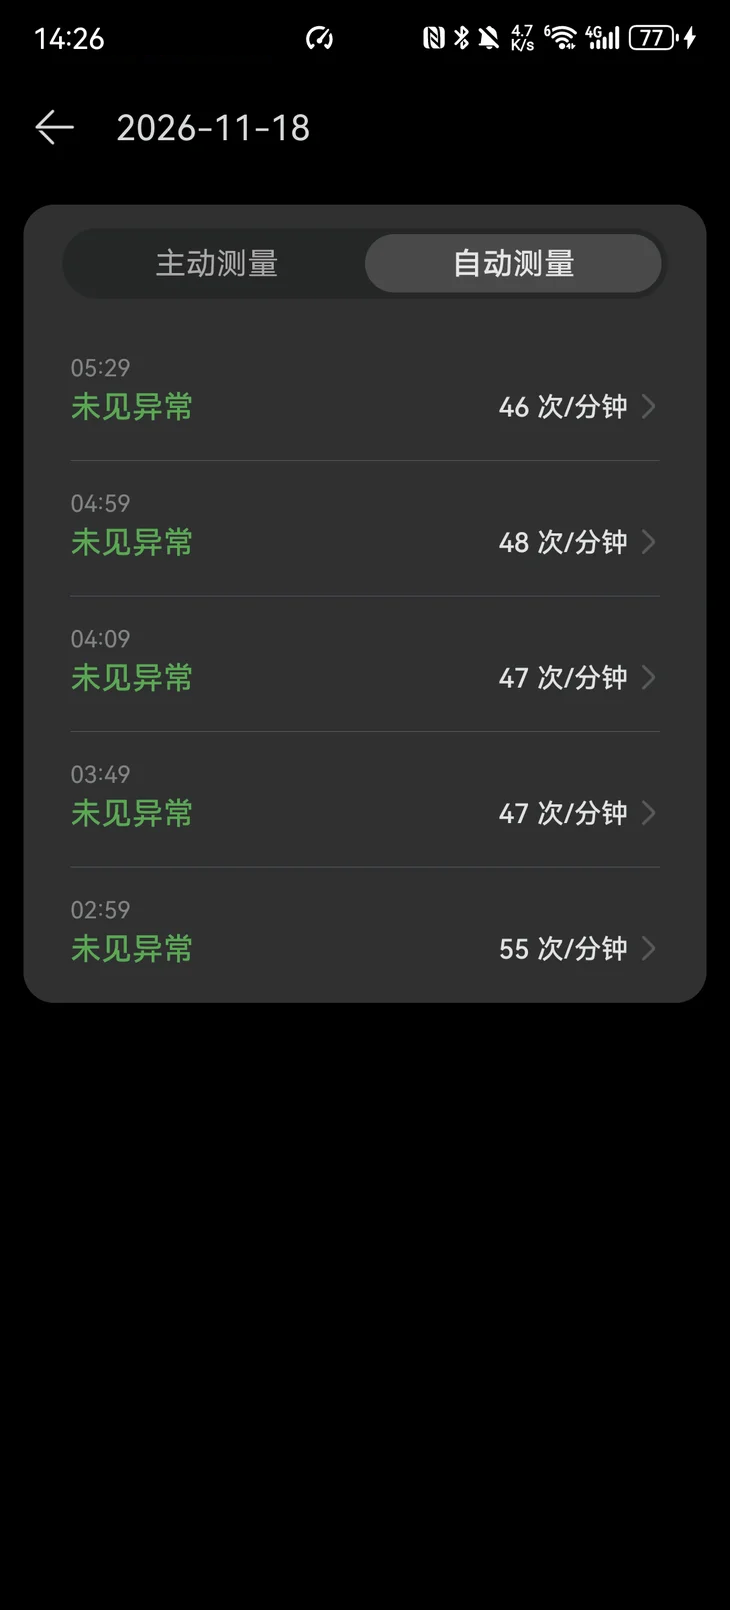 14:26 4.7 K/s 6 4G 77
2026-11-18
主动测量 自动测量
05:29
未见异常 46 次/分钟
04:59
未见异常 48 次/分钟
04:09
未见异常 47 次/分钟
03:49
未见异常 47 次/分钟
02:59
未见异常 55 次/分钟